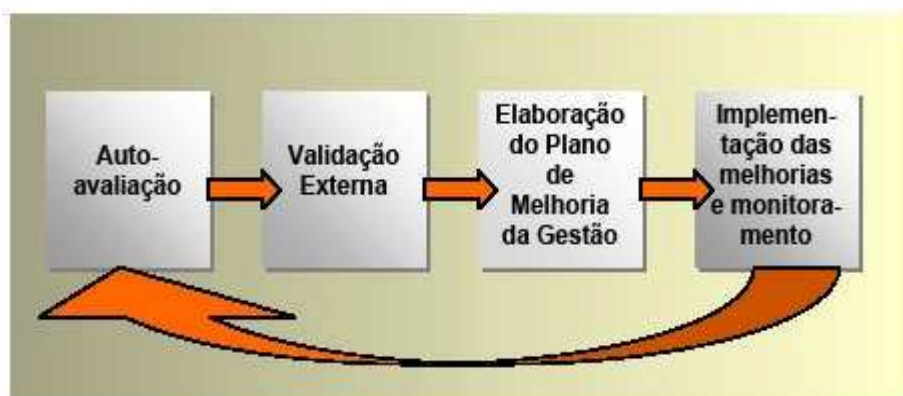 Auto-
avaliação
Validação
Externa
Elaboração
do Plano
de
Melhoria
da Gestão
Implemen-
tação das
melhorias
e monitora-
mento